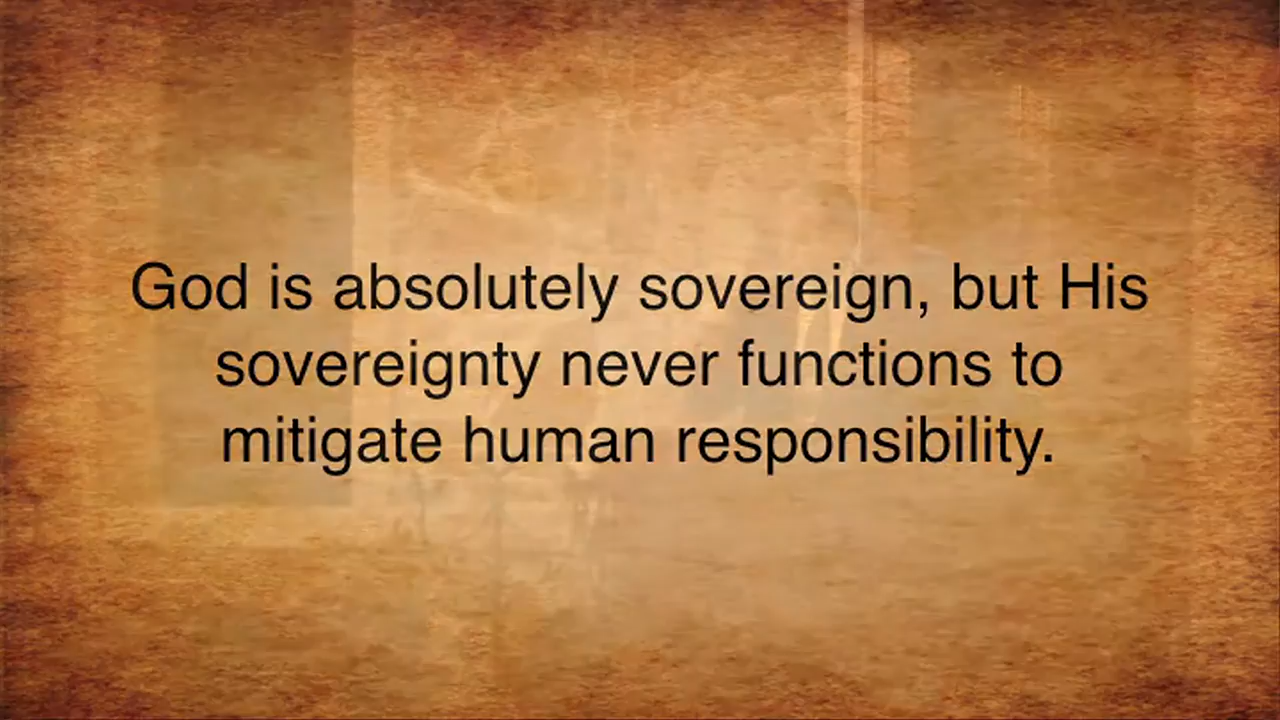 God is absolutely sovereign, but His
sovereignty never functions to
mitigate human responsibility.